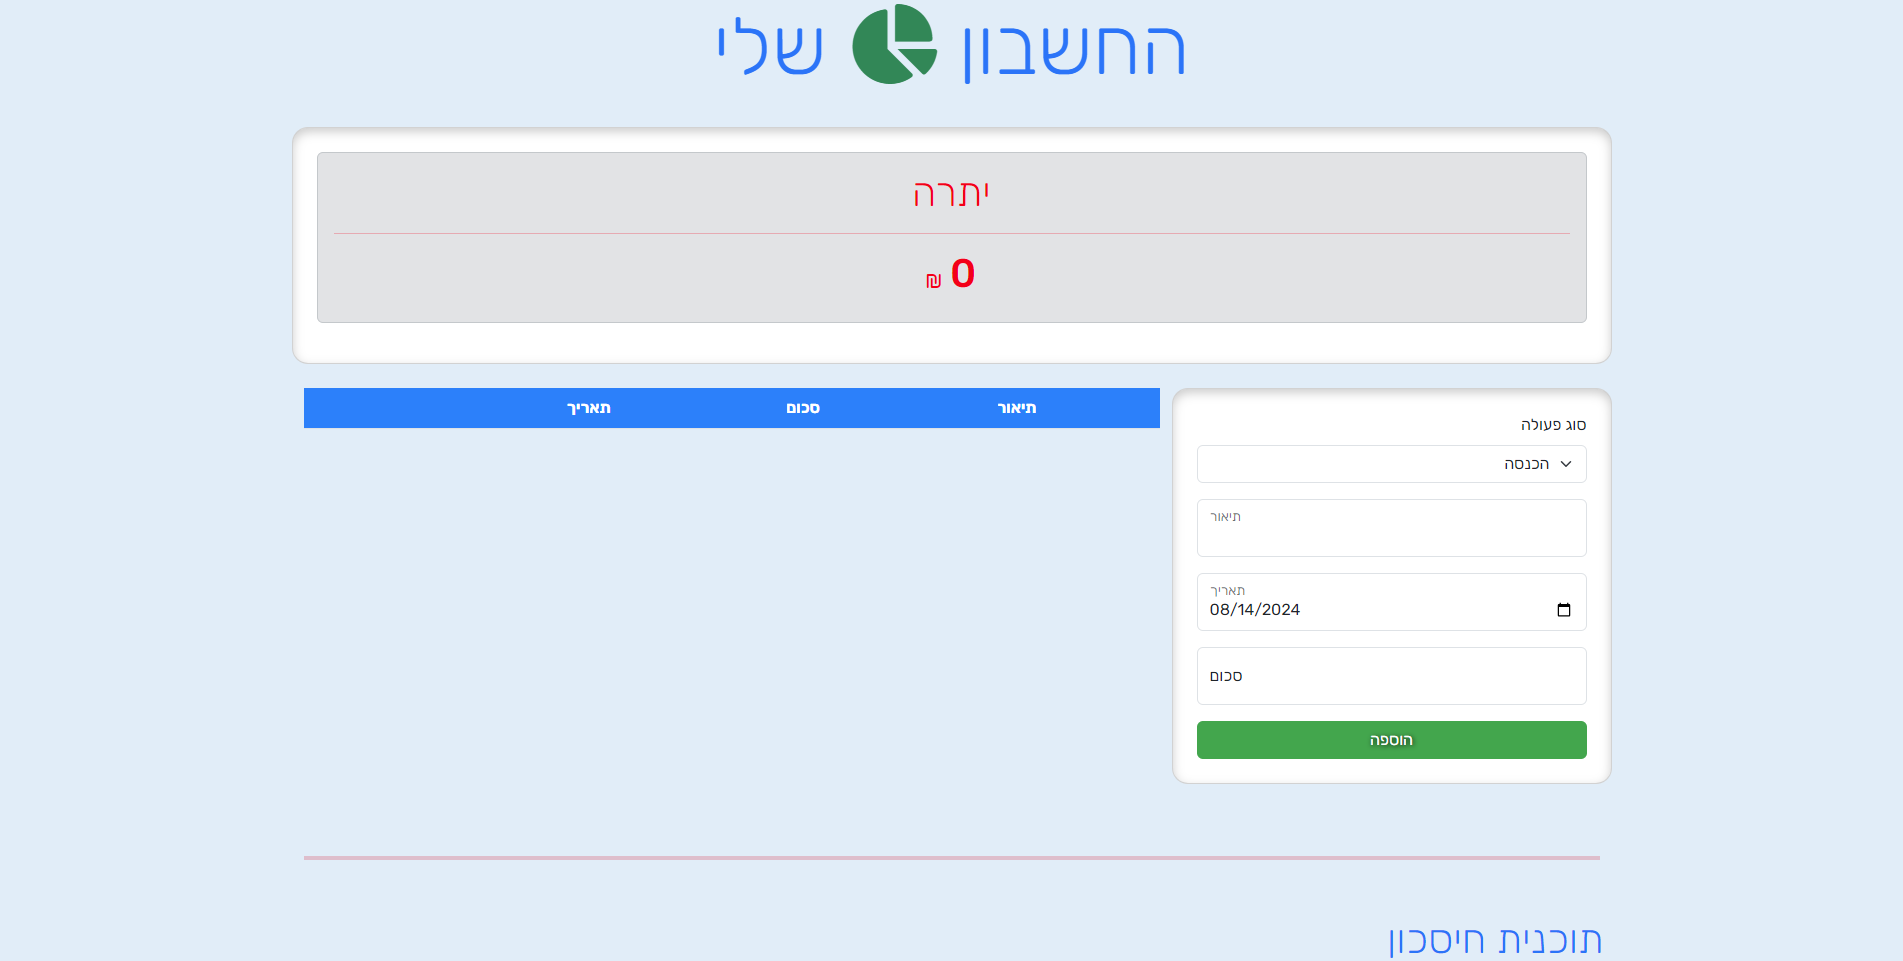 החשבון שלי
יתרה
0 ₪
סוג פעולה
הכנסה
תיאור
תאריך
08/14/2024
סכום
הוספה
תיאור סכום תאריך
תוכנית חיסכון